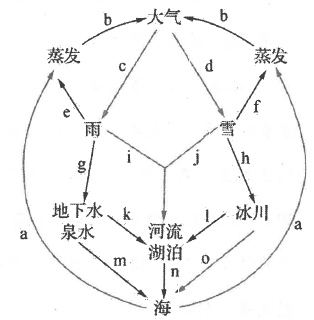 b 大气 b
蒸发 蒸发
c d
e f
雨 雪
i j
g h
地下水 k 河流 l 冰川
泉水 湖泊
a m n o a
海